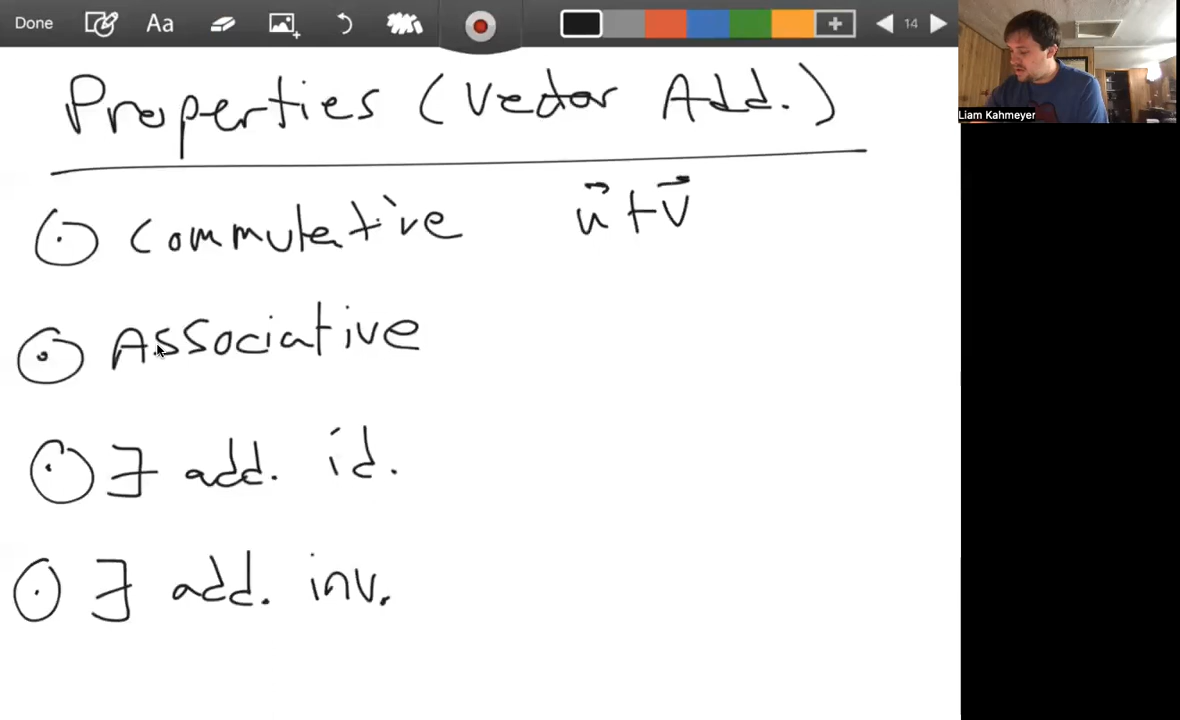 Done Aa 14
Liam Kahmeyer
Properties (Vector Add.)
⊙ Commutative u⃗ + v⃗
⊙ Associative
⊙ ∃ add. id.
⊙ ∃ add. inv.